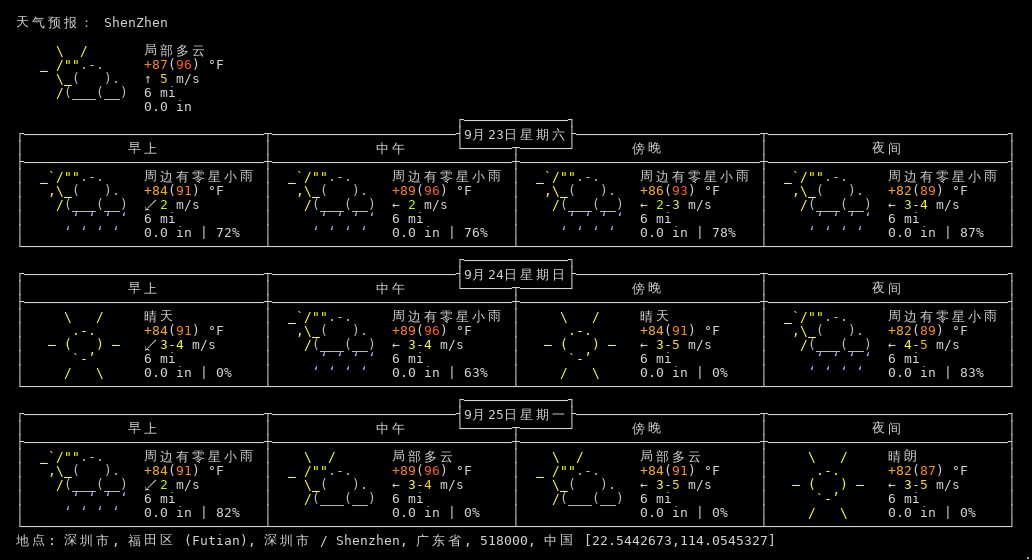 天气预报： ShenZhen
局部多云
+87(96) °F
↑ 5 m/s
6 mi
0.0 in
9月23日星期六
早上 中午 傍晚 夜间
周边有零星小雨 周边有零星小雨 周边有零星小雨 周边有零星小雨
+84(91) °F +89(96) °F +86(93) °F +82(89) °F
↙ 2 m/s ← 2 m/s ← 2-3 m/s ← 3-4 m/s
6 mi 6 mi 6 mi 6 mi
0.0 in | 72% 0.0 in | 76% 0.0 in | 78% 0.0 in | 87%
9月24日星期日
早上 中午 傍晚 夜间
晴天 周边有零星小雨 晴天 周边有零星小雨
+84(91) °F +89(96) °F +84(91) °F +82(89) °F
↙ 3-4 m/s ← 3-4 m/s ← 3-5 m/s ← 4-5 m/s
6 mi 6 mi 6 mi 6 mi
0.0 in | 0% 0.0 in | 63% 0.0 in | 0% 0.0 in | 83%
9月25日星期一
早上 中午 傍晚 夜间
周边有零星小雨 局部多云 局部多云 晴朗
+84(91) °F +89(96) °F +84(91) °F +82(87) °F
↙ 2 m/s ← 3-4 m/s ← 3-5 m/s ← 3-5 m/s
6 mi 6 mi 6 mi 6 mi
0.0 in | 82% 0.0 in | 0% 0.0 in | 0% 0.0 in | 0%
地点: 深圳市, 福田区 (Futian), 深圳市 / Shenzhen, 广东省, 518000, 中国 [22.5442673,114.0545327]